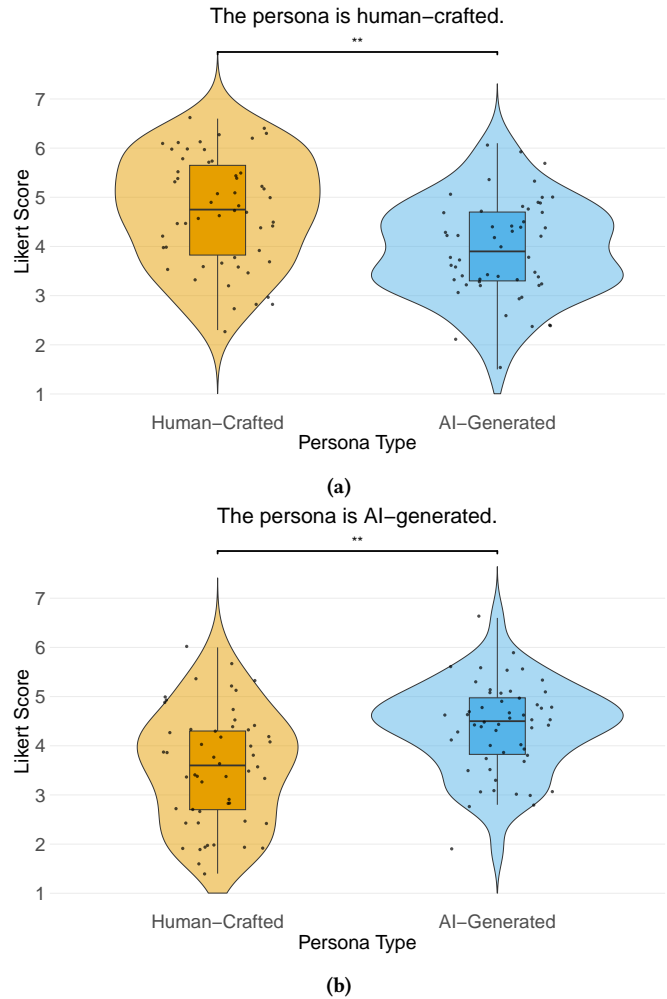 The persona is human−crafted.
**
7
6
5
4
3
2
1
Likert Score
Human−Crafted AI−Generated
Persona Type
(a)
The persona is AI−generated.
**
7
6
5
4
3
2
1
Likert Score
Human−Crafted AI−Generated
Persona Type
(b)